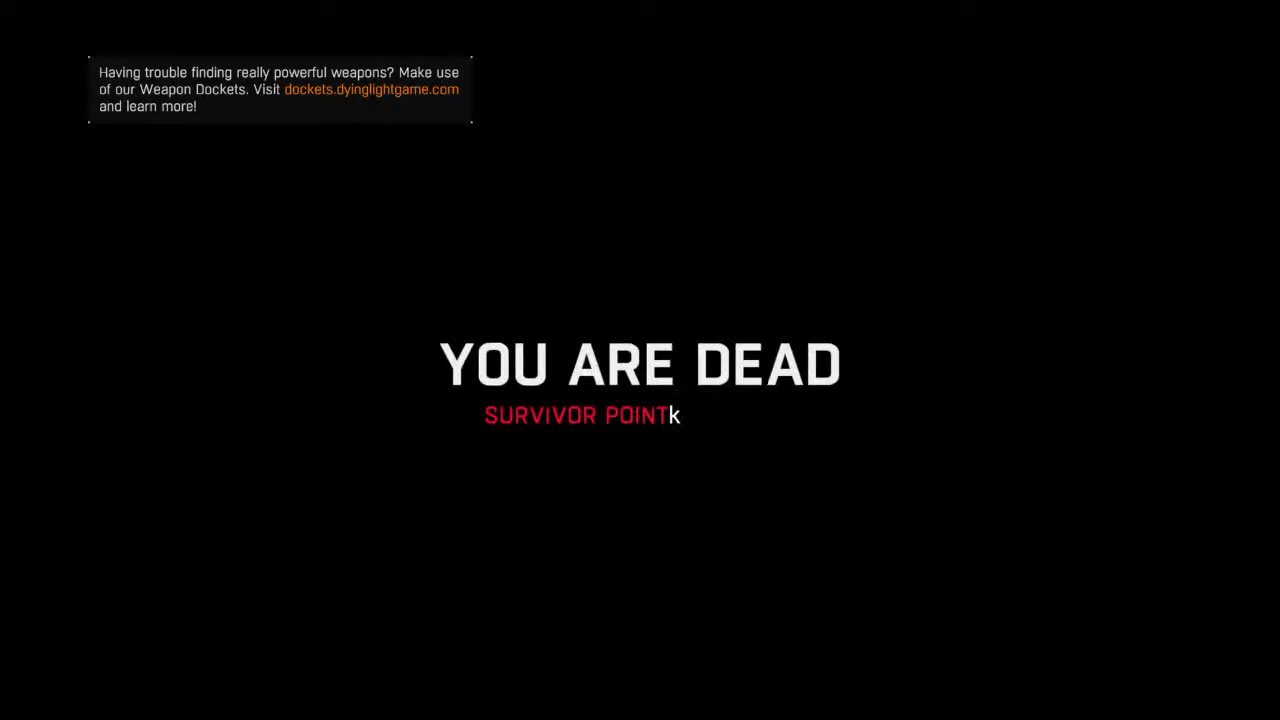 Having trouble finding really powerful weapons? Make use
of our Weapon Dockets. Visit dockets.dyinglightgame.com
and learn more!
YOU ARE DEAD
SURVIVOR POINTk